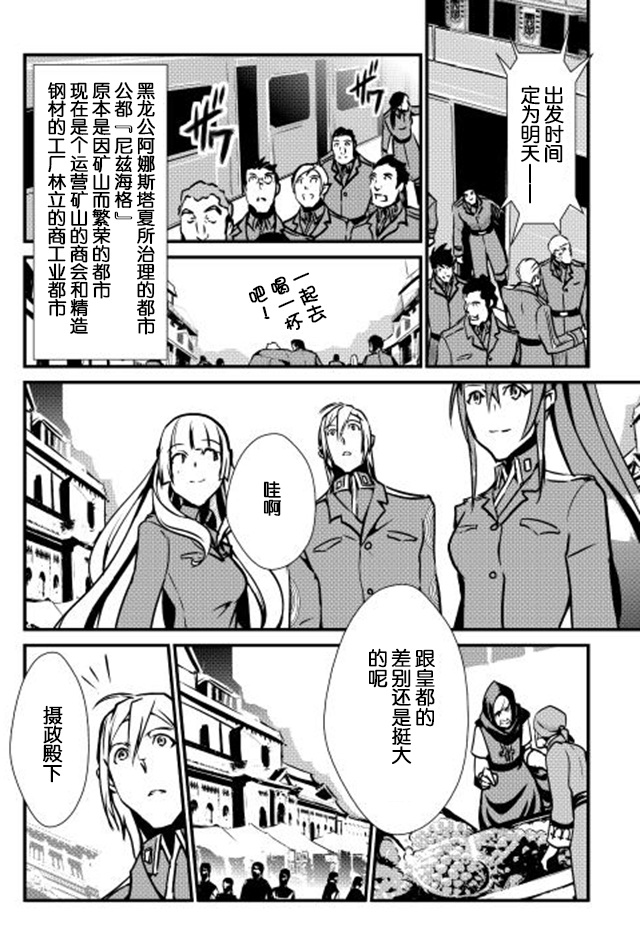 出发时间
定为明天——
ザワ
ザワ
黑龙公阿娜斯塔夏所治理的都市
公都『尼兹海格』
原本是因矿山而繁荣的都市
现在是个运营矿山的商会和精造
钢材的工厂林立的商工业都市
一起去
喝一杯
吧！
哇啊
跟皇都的
差别还是挺大
的呢
摄政殿下